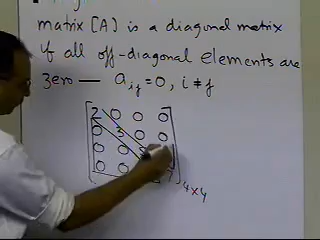 matrix [A] is a diagonal matrix
if all off-diagonal elements are
zero — a_ij = 0, i ≠ j
2 0 0 0
0 3 0 0
0 0 0
0 0
4×4